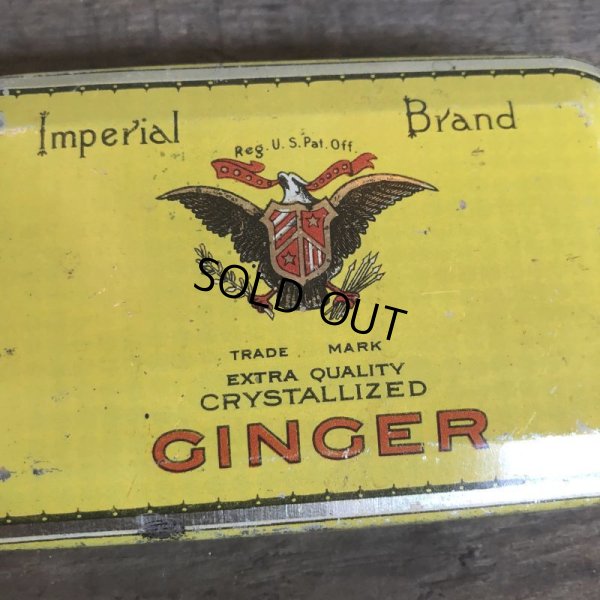 Imperial Brand
Reg. U. S. Pat. Off.
SOLD OUT
TRADE MARK
EXTRA QUALITY
CRYSTALLIZED
GINGER